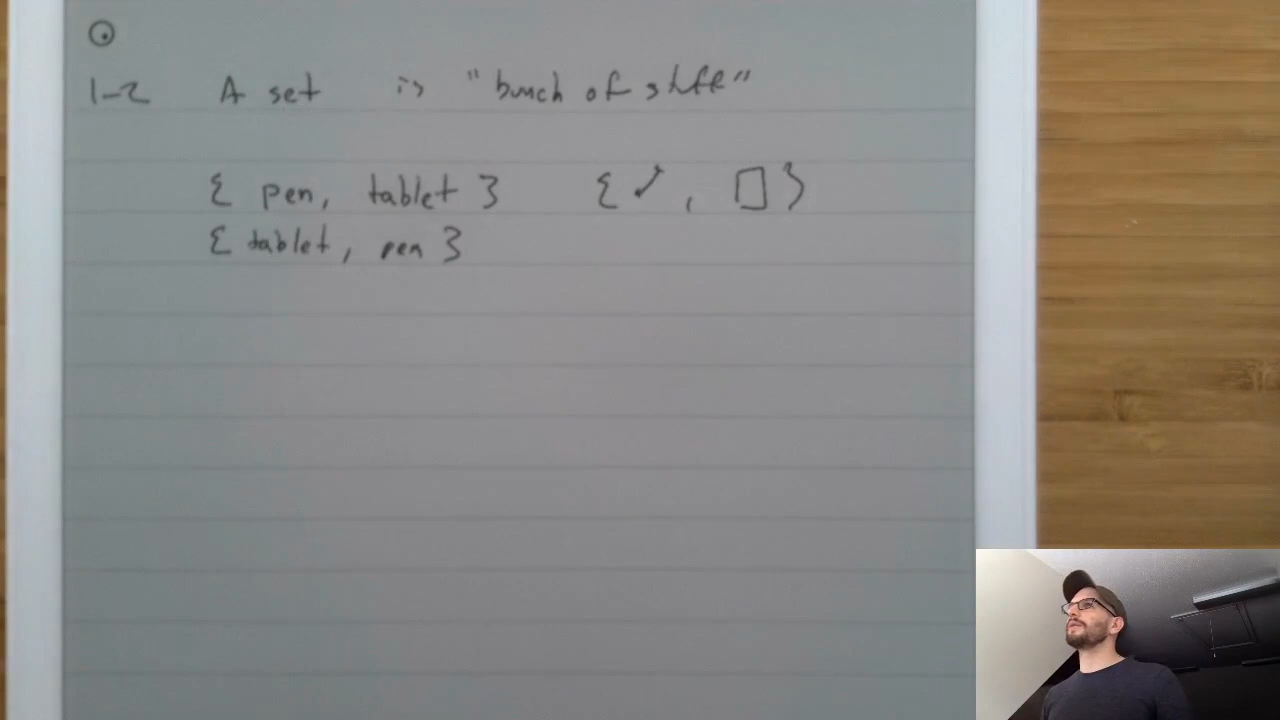 1-2 A set is "bunch of stuff"
{ pen, tablet } { , }
{ tablet, pen }